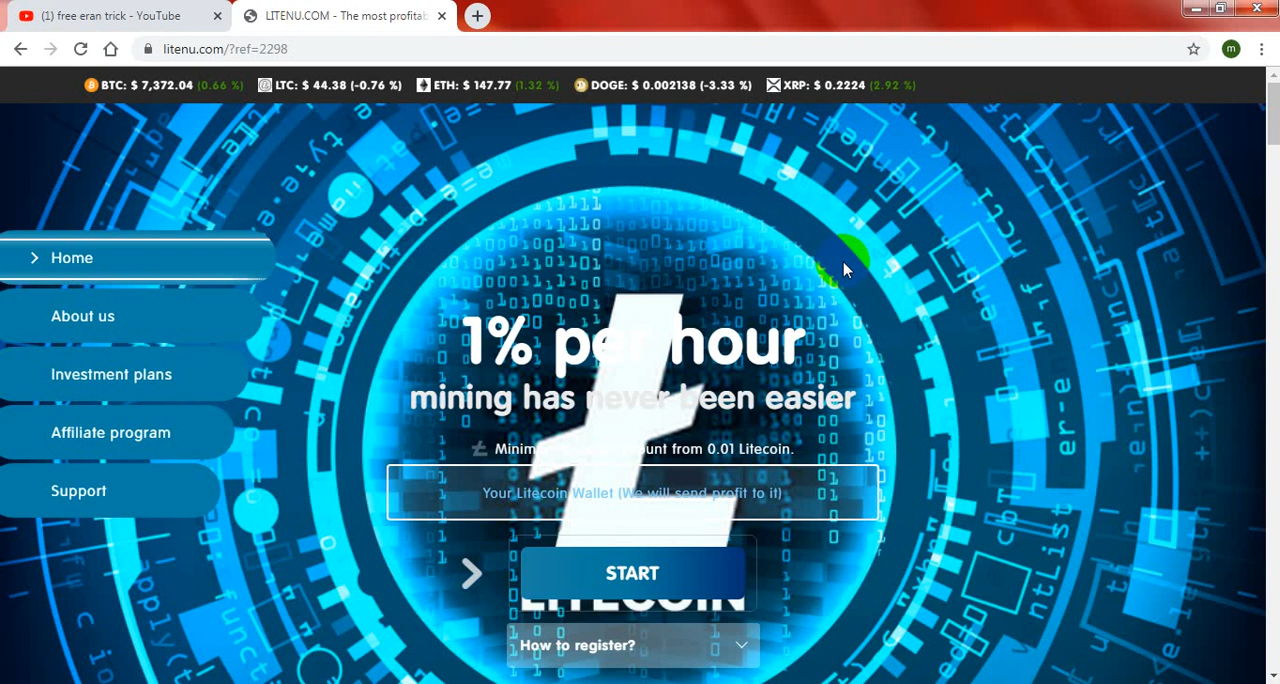 (1) free eran trick - YouTube
LITENU.COM - The most profitab
litenu.com/?ref=2298
m
BTC: $ 7,372.04 (0.66 %) LTC: $ 44.38 (-0.76 %) ETH: $ 147.77 (1.32 %) DOGE: $ 0.002138 (-3.33 %) XRP: $ 0.2224 (2.92 %)
Home
About us
Investment plans
Affiliate program
Support
1% per hour
mining has never been easier
from 0.01 Litecoin.
Your Litecoin Wallet (We will send profit to it)
START
LITECOIN
How to register?